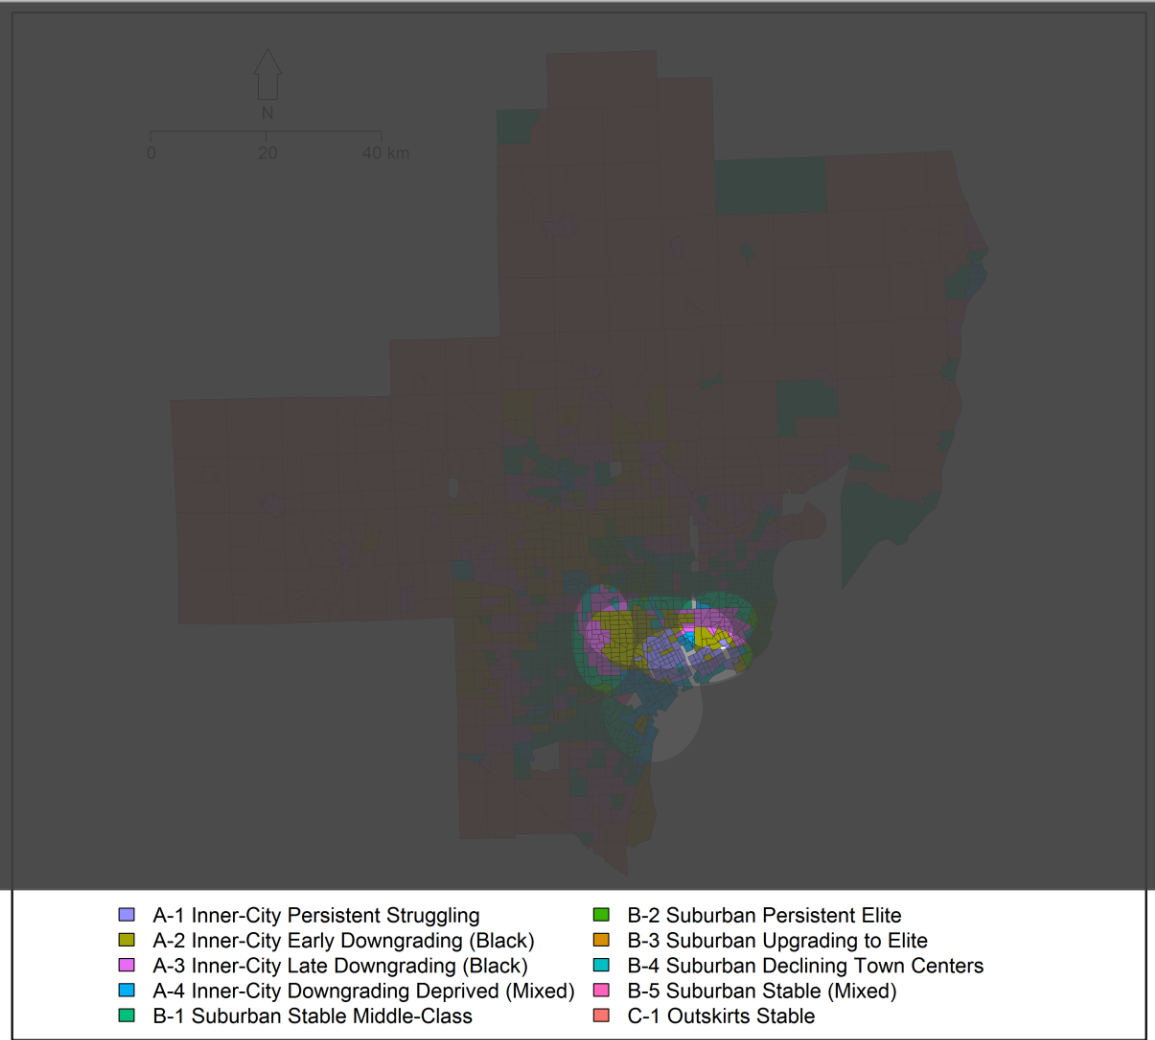 N
0 20 40 km
A-1 Inner-City Persistent Struggling
A-2 Inner-City Early Downgrading (Black)
A-3 Inner-City Late Downgrading (Black)
A-4 Inner-City Downgrading Deprived (Mixed)
B-1 Suburban Stable Middle-Class
B-2 Suburban Persistent Elite
B-3 Suburban Upgrading to Elite
B-4 Suburban Declining Town Centers
B-5 Suburban Stable (Mixed)
C-1 Outskirts Stable